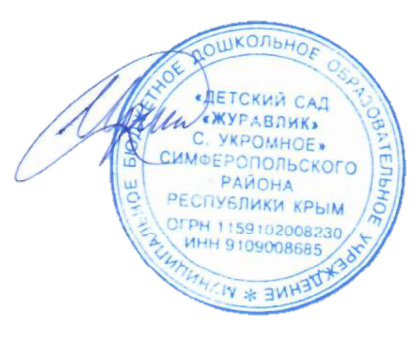 МУНИЦИПАЛЬНОЕ БЮДЖЕТНОЕ ДОШКОЛЬНОЕ ОБРАЗОВАТЕЛЬНОЕ УЧРЕЖДЕНИЕ *
«ДЕТСКИЙ САД
«ЖУРАВЛИК»
С. УКРОМНОЕ»
СИМФЕРОПОЛЬСКОГО
РАЙОНА
РЕСПУБЛИКИ КРЫМ
ОГРН 1159102008230
ИНН 9109008685